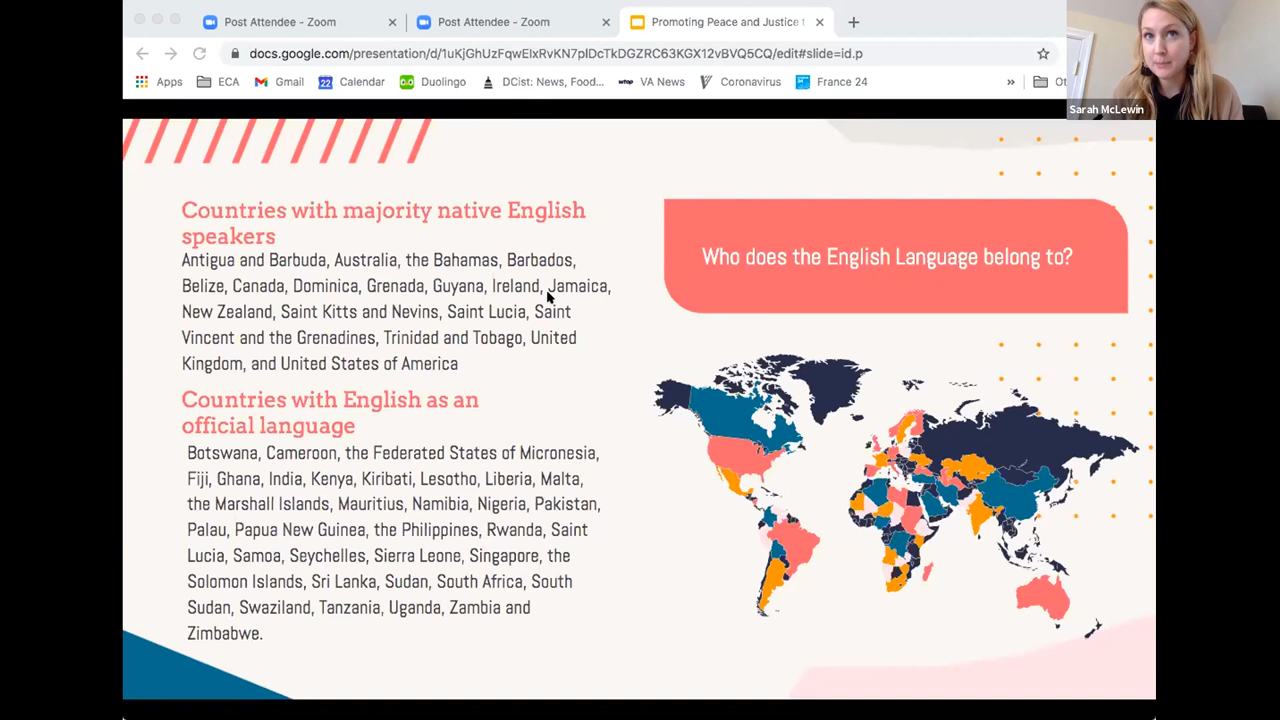 Post Attendee - Zoom
Post Attendee - Zoom
Promoting Peace and Justice t
docs.google.com/presentation/d/1uKjGhUzFqwEIxRvKN7pIDcTkDGZRC63KGX12vBVQ5CQ/edit#slide=id.p
Apps
ECA
Gmail
22
Calendar
Duolingo
DCist: News, Food...
wtop
VA News
Coronavirus
France 24
»
Ot
Sarah McLewin
Countries with majority native English
speakers
Antigua and Barbuda, Australia, the Bahamas, Barbados,
Belize, Canada, Dominica, Grenada, Guyana, Ireland, Jamaica,
New Zealand, Saint Kitts and Nevins, Saint Lucia, Saint
Vincent and the Grenadines, Trinidad and Tobago, United
Kingdom, and United States of America
Countries with English as an
official language
Botswana, Cameroon, the Federated States of Micronesia,
Fiji, Ghana, India, Kenya, Kiribati, Lesotho, Liberia, Malta,
the Marshall Islands, Mauritius, Namibia, Nigeria, Pakistan,
Palau, Papua New Guinea, the Philippines, Rwanda, Saint
Lucia, Samoa, Seychelles, Sierra Leone, Singapore, the
Solomon Islands, Sri Lanka, Sudan, South Africa, South
Sudan, Swaziland, Tanzania, Uganda, Zambia and
Zimbabwe.
Who does the English Language belong to?